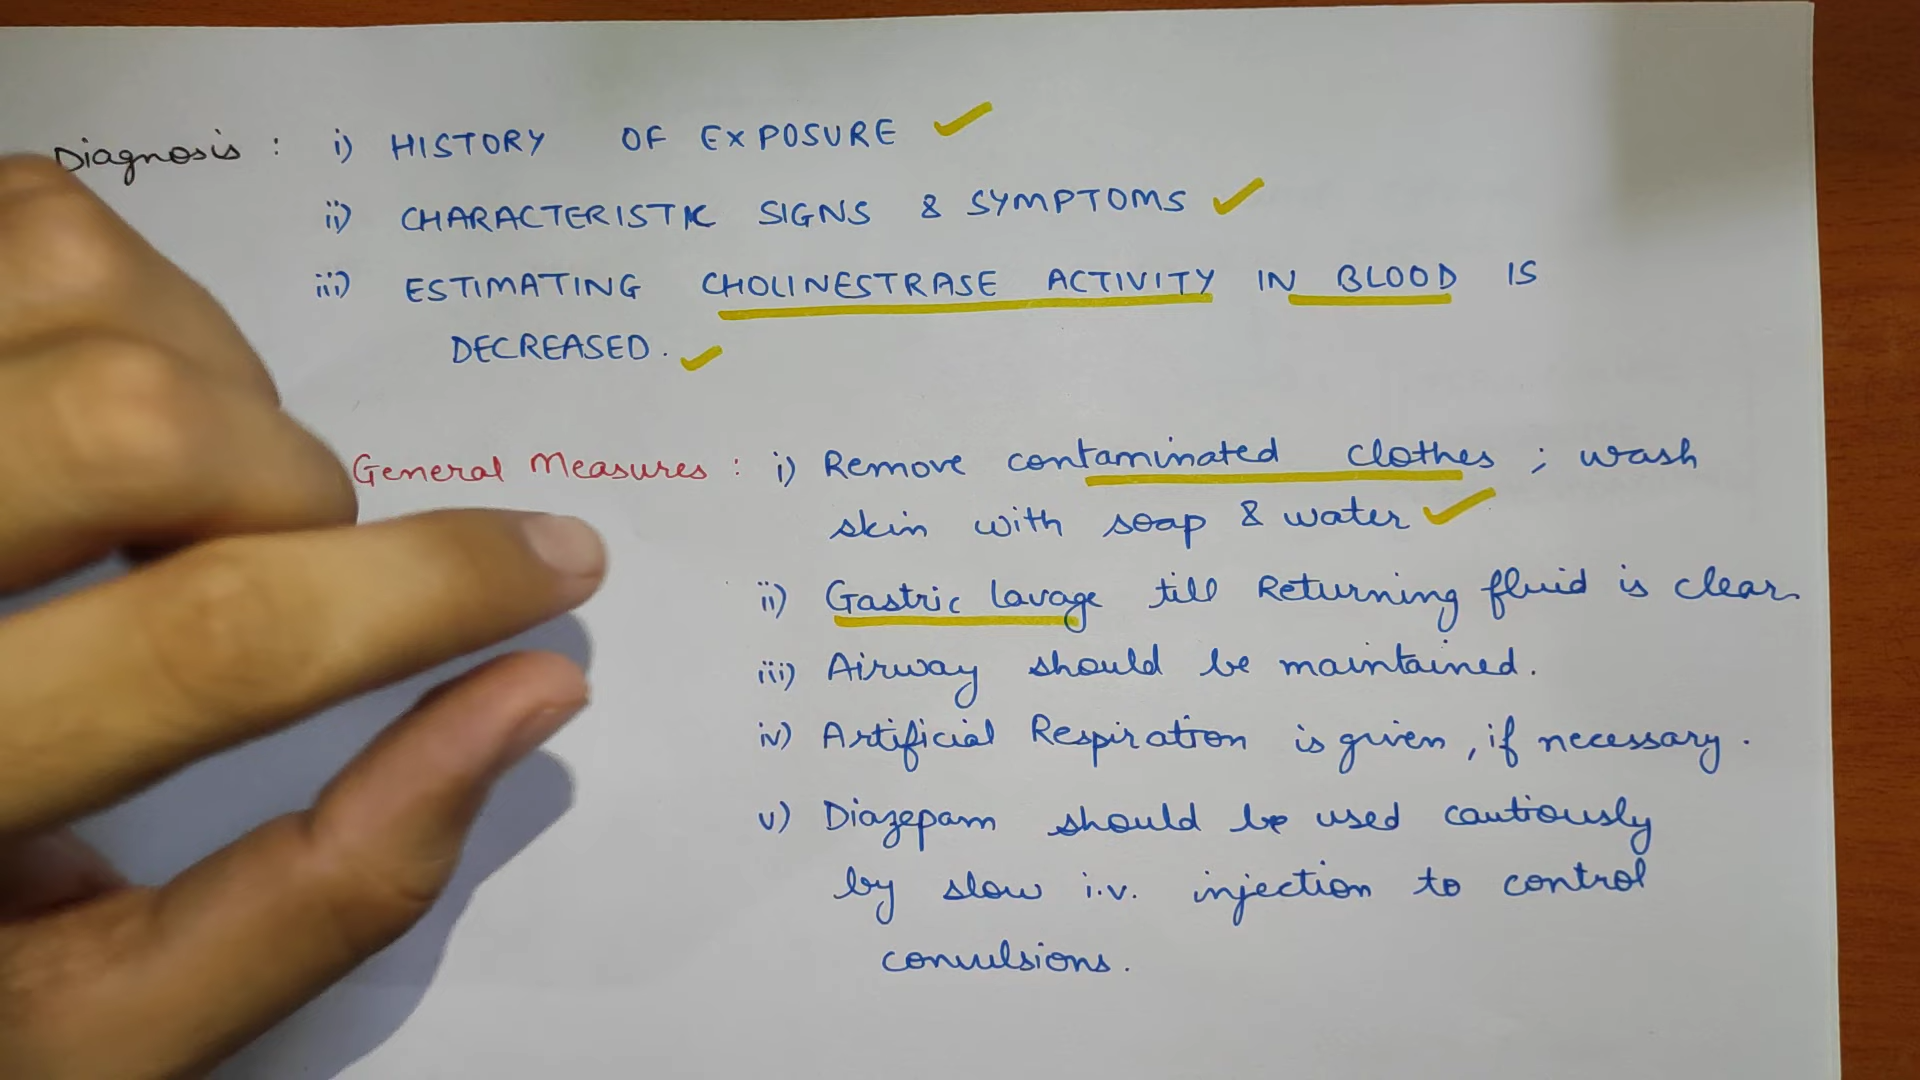 Diagnosis : i) HISTORY OF EXPOSURE
ii) CHARACTERISTIC SIGNS & SYMPTOMS
iii) ESTIMATING CHOLINESTRASE ACTIVITY IN BLOOD IS
DECREASED.
General Measures : i) Remove contaminated clothes ; wash
skin with soap & water
ii) Gastric lavage till Returning fluid is clear.
iii) Airway should be maintained.
iv) Artificial Respiration is given, if necessary.
v) Diazepam should be used cautiously
by slow i.v. injection to control
convulsions.